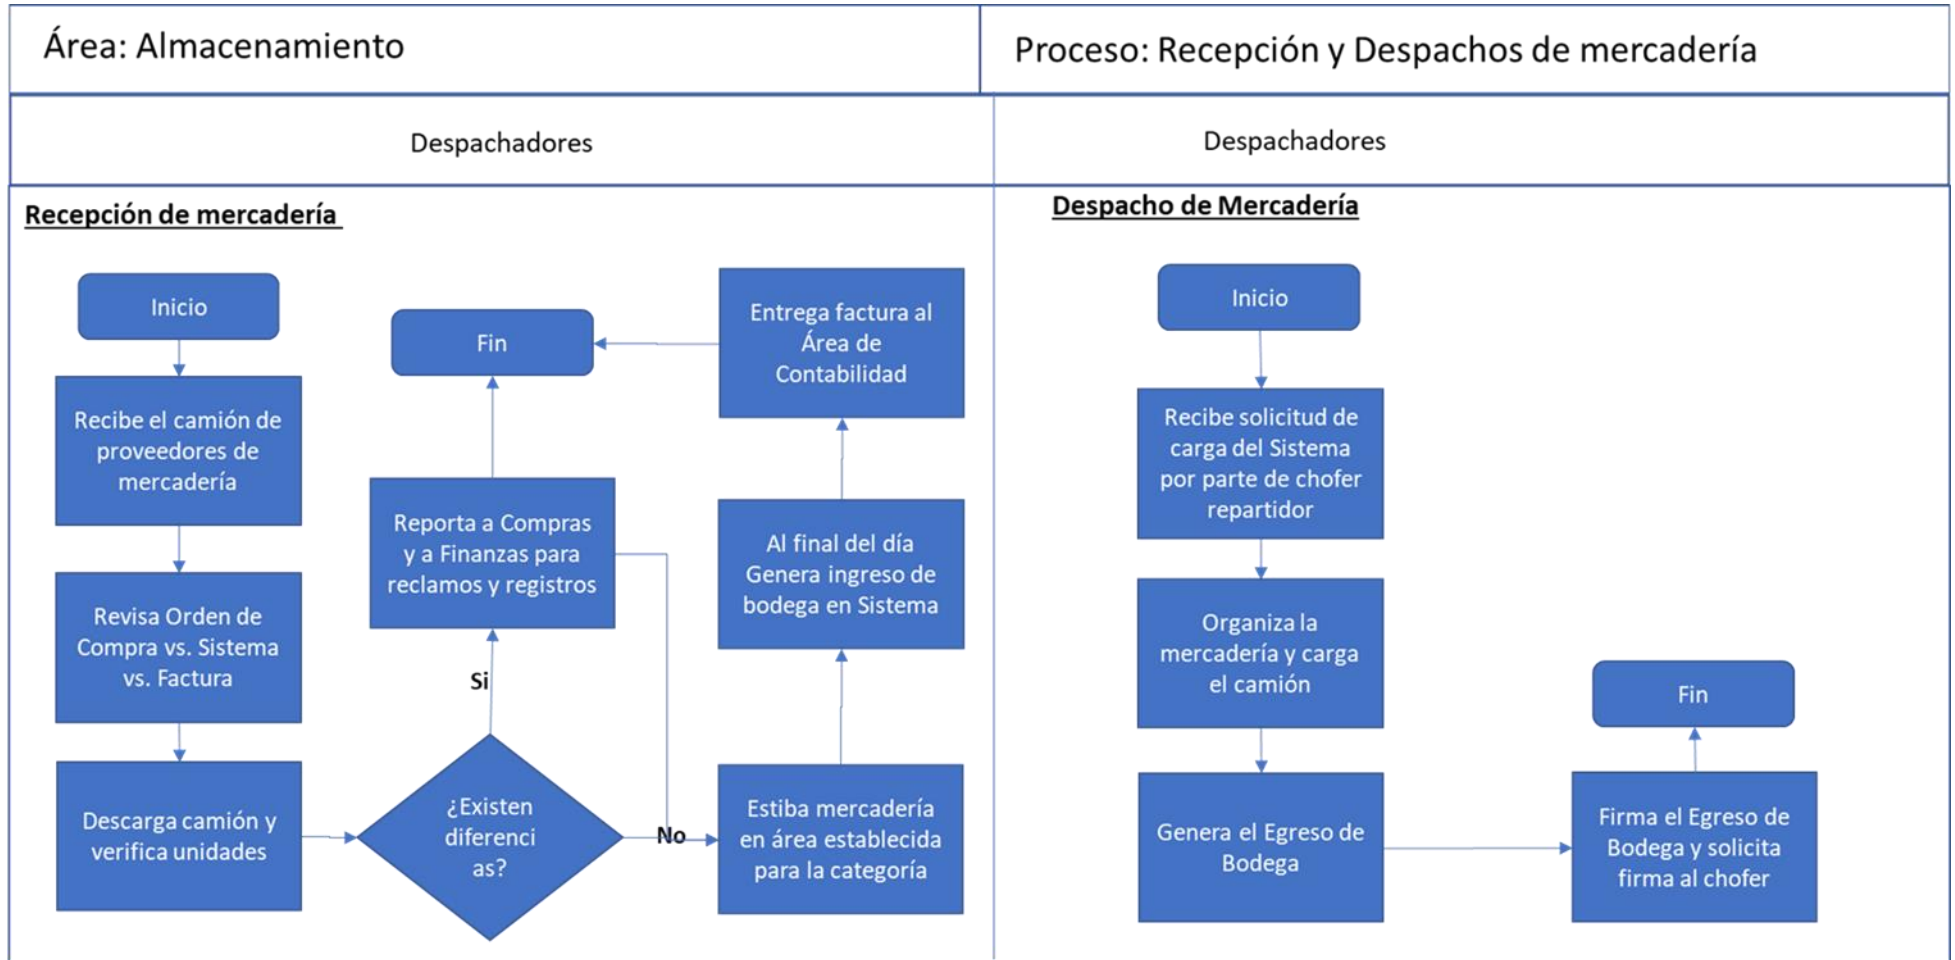 Área: Almacenamiento
Proceso: Recepción y Despachos de mercadería
Despachadores
Despachadores
Recepción de mercadería
Inicio
Recibe el camión de
proveedores de
mercadería
Revisa Orden de
Compra vs. Sistema
vs. Factura
Descarga camión y
verifica unidades
¿Existen
diferenci
as?
Si
No
Reporta a Compras
y a Finanzas para
reclamos y registros
Fin
Estiba mercadería
en área establecida
para la categoría
Al final del día
Genera ingreso de
bodega en Sistema
Entrega factura al
Área de
Contabilidad
Despacho de Mercadería
Inicio
Recibe solicitud de
carga del Sistema
por parte de chofer
repartidor
Organiza la
mercadería y carga
el camión
Genera el Egreso de
Bodega
Firma el Egreso de
Bodega y solicita
firma al chofer
Fin